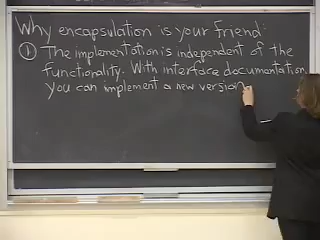 Why encapsulation is your friend:
① The implementation is independent of the
functionality. With interface documentation,
you can implement a new version